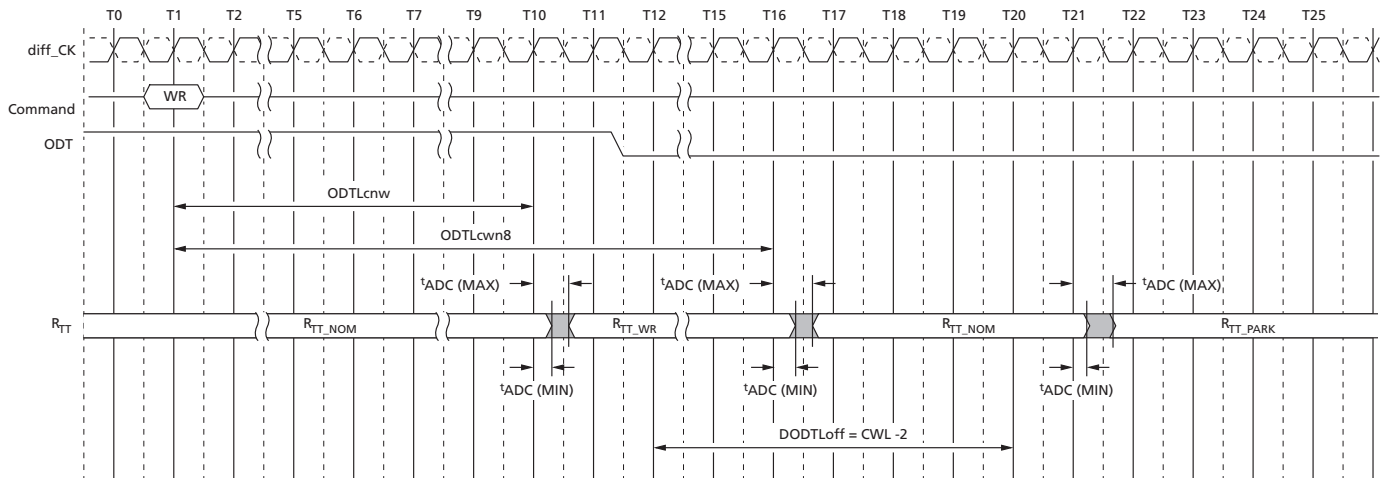 T0 T1 T2 T5 T6 T7 T9 T10 T11 T12 T15 T16 T17 T18 T19 T20 T21 T22 T23 T24 T25
diff_CK
WR
Command
ODT
ODTLcnw
ODTLcwn8
tADC (MAX) tADC (MAX) tADC (MAX)
RTT RTT_NOM RTT_WR RTT_NOM RTT_PARK
tADC (MIN) tADC (MIN) tADC (MIN)
DODTLoff = CWL -2